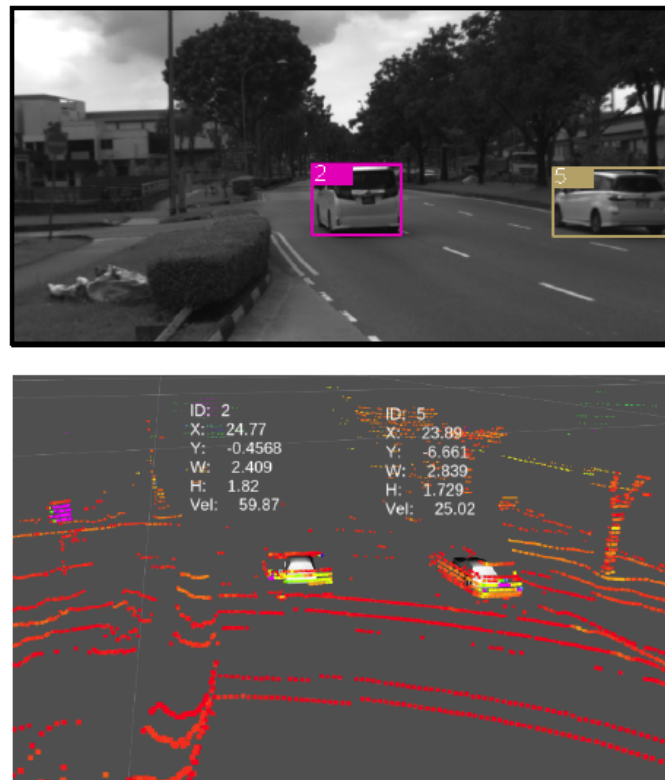 2
5
ID: 2
X: 24.77
Y: -0.4568
W: 2.409
H: 1.82
Vel: 59.87
ID: 5
X: 23.89
Y: -6.661
W: 2.839
H: 1.729
Vel: 25.02